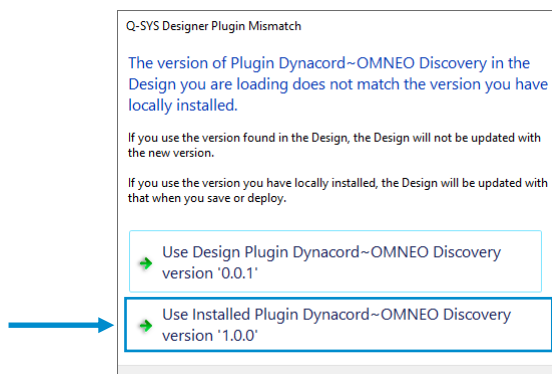 Q-SYS Designer Plugin Mismatch
The version of Plugin Dynacord~OMNEO Discovery in the
Design you are loading does not match the version you have
locally installed.
If you use the version found in the Design, the Design will not be updated with
the new version.
If you use the version you have locally installed, the Design will be updated with
that when you save or deploy.
Use Design Plugin Dynacord~OMNEO Discovery
version '0.0.1'
Use Installed Plugin Dynacord~OMNEO Discovery
version '1.0.0'